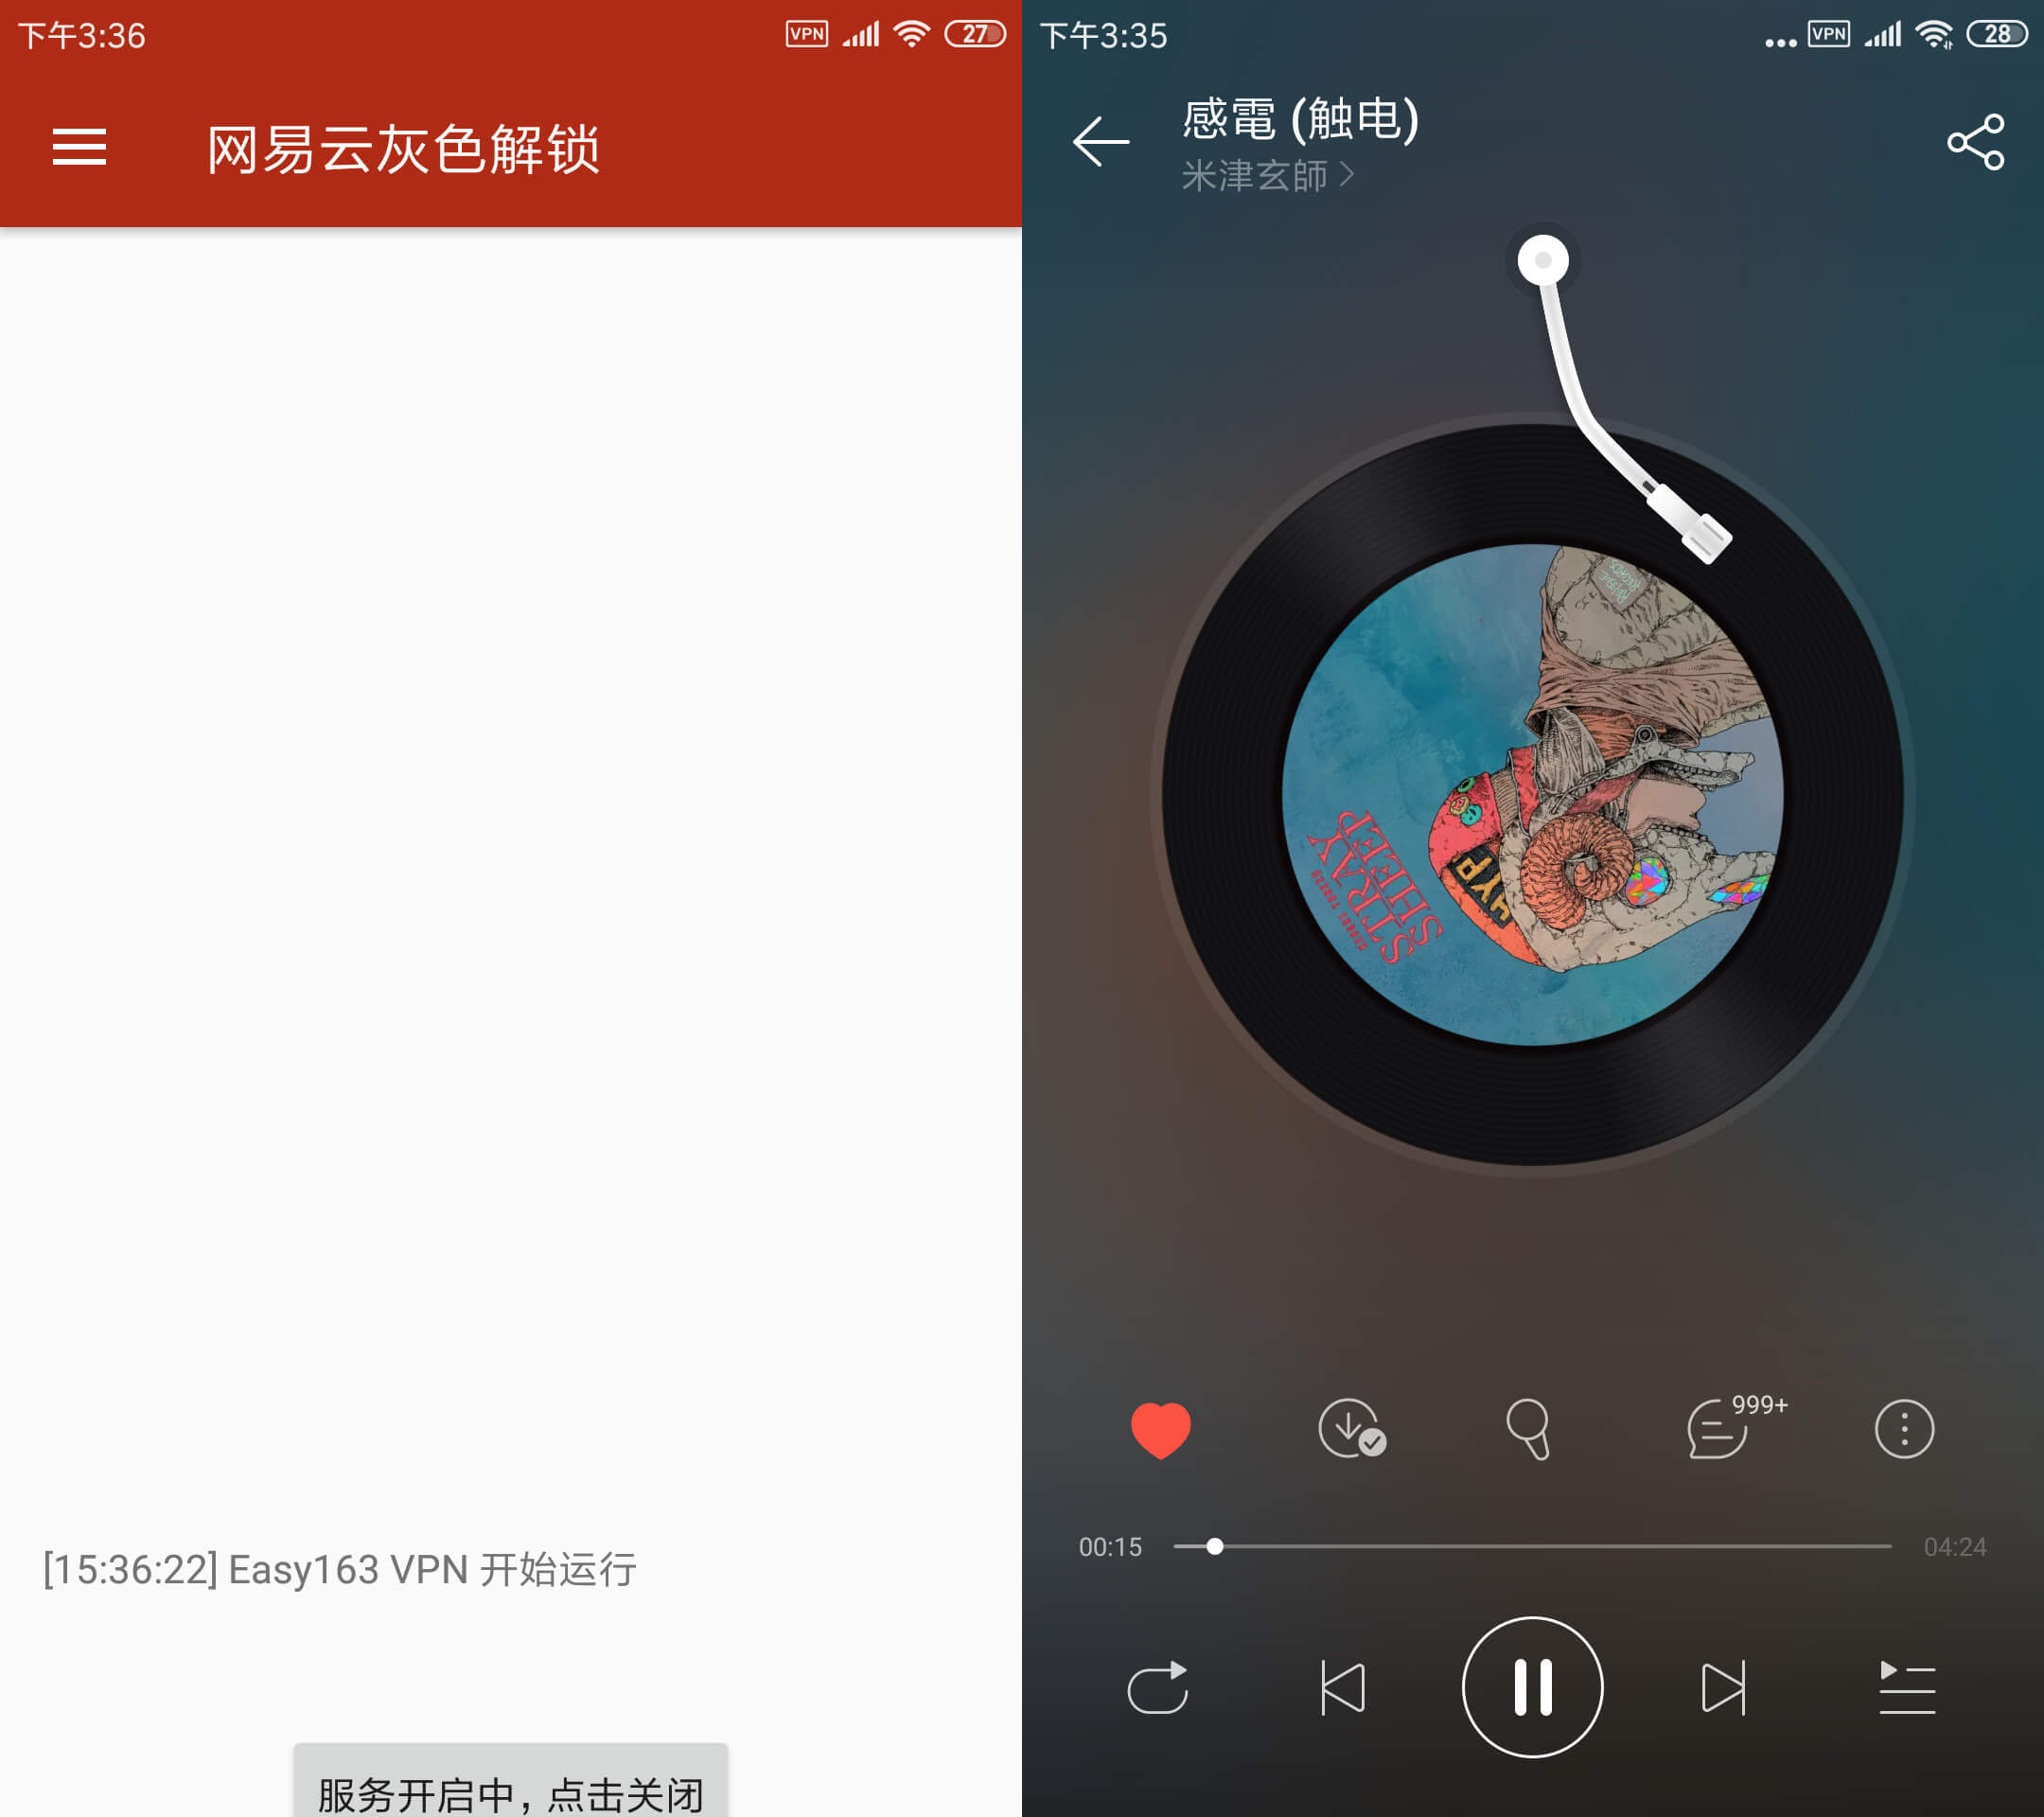 下午3:36
VPN
27
网易云灰色解锁
[15:36:22] Easy163 VPN 开始运行
服务开启中，点击关闭
下午3:35
VPN
28
感電 (触电)
米津玄師
STRAY
SHEEP
HYP
999+
00:15
04:24